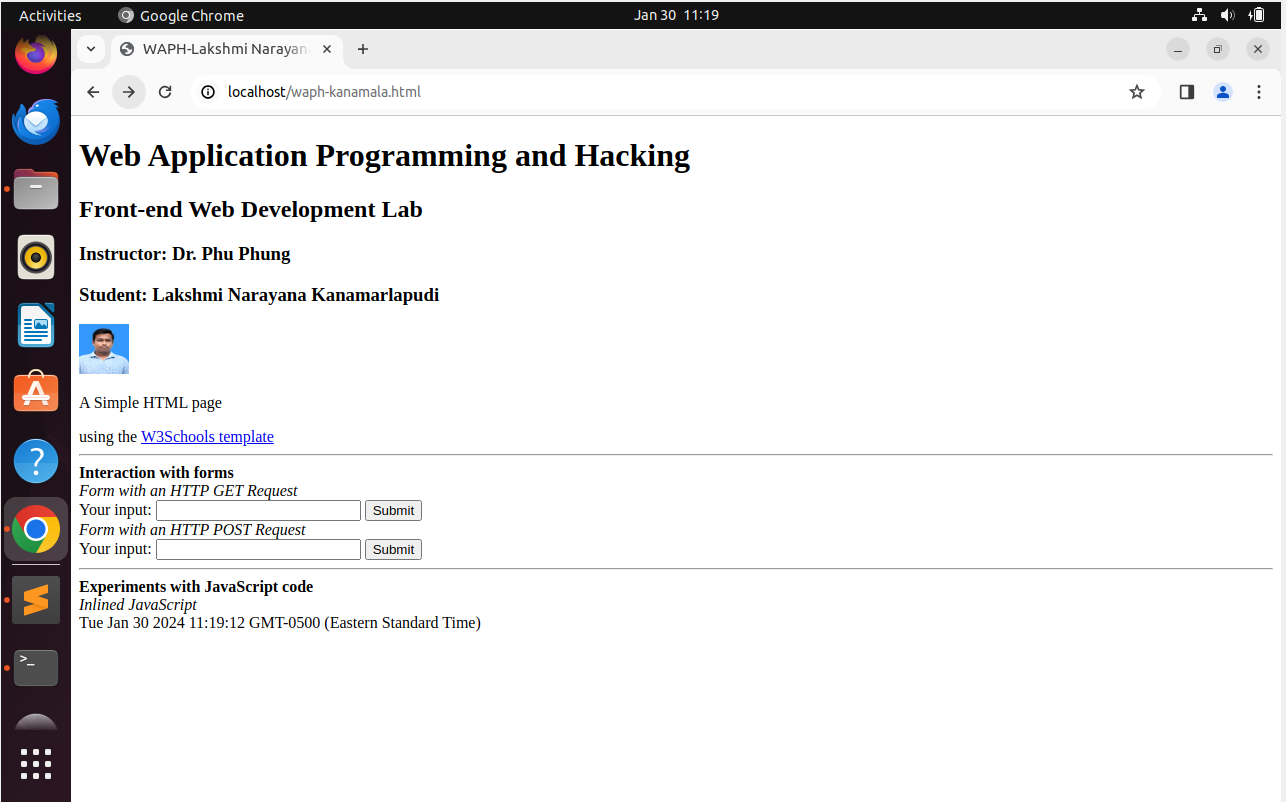 Activities Google Chrome Jan 30 11:19
WAPH-Lakshmi Narayan
localhost/waph-kanamala.html
Web Application Programming and Hacking
Front-end Web Development Lab
Instructor: Dr. Phu Phung
Student: Lakshmi Narayana Kanamarlapudi
A Simple HTML page
using the W3Schools template
Interaction with forms
Form with an HTTP GET Request
Your input: Submit
Form with an HTTP POST Request
Your input: Submit
Experiments with JavaScript code
Inlined JavaScript
Tue Jan 30 2024 11:19:12 GMT-0500 (Eastern Standard Time)